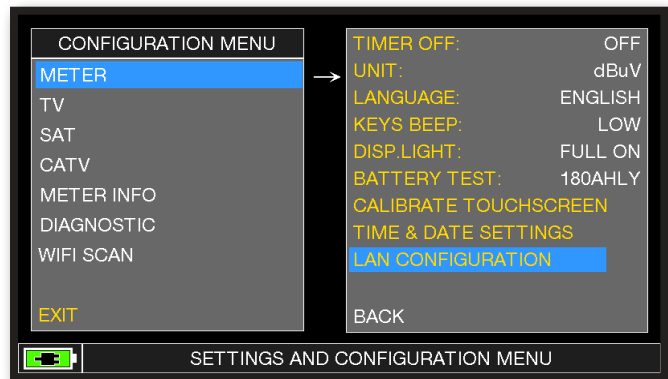 CONFIGURATION MENU
METER
TV
SAT
CATV
METER INFO
DIAGNOSTIC
WIFI SCAN
EXIT
→
TIMER OFF: OFF
UNIT: dBuV
LANGUAGE: ENGLISH
KEYS BEEP: LOW
DISP.LIGHT: FULL ON
BATTERY TEST: 180AHLY
CALIBRATE TOUCHSCREEN
TIME & DATE SETTINGS
LAN CONFIGURATION
BACK
SETTINGS AND CONFIGURATION MENU